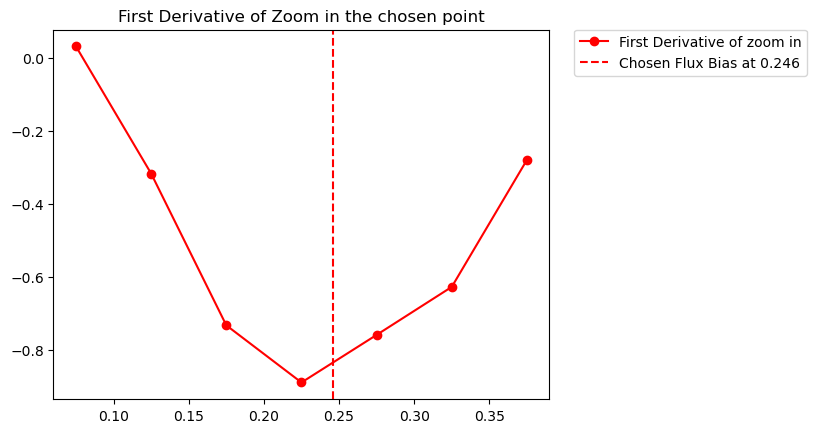 First Derivative of Zoom in the chosen point
First Derivative of zoom in
Chosen Flux Bias at 0.246
0.0
−0.2
−0.4
−0.6
−0.8
0.10 0.15 0.20 0.25 0.30 0.35